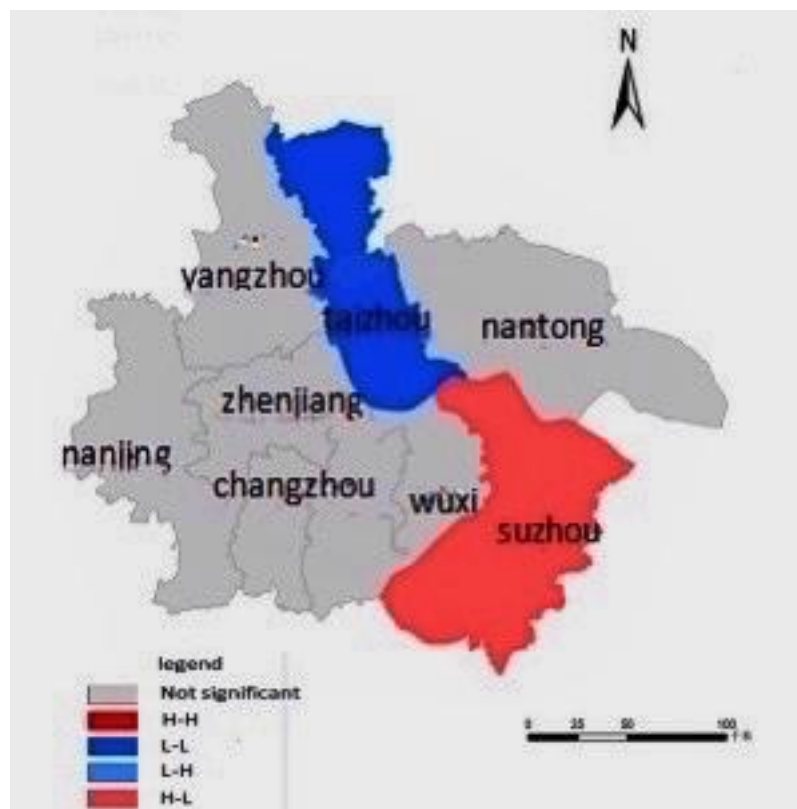 N
yangzhou
taizhou
nantong
zhenjiang
nanjing
changzhou
wuxi
suzhou
legend
Not significant
H-H
L-L
L-H
H-L
0 25 50 100